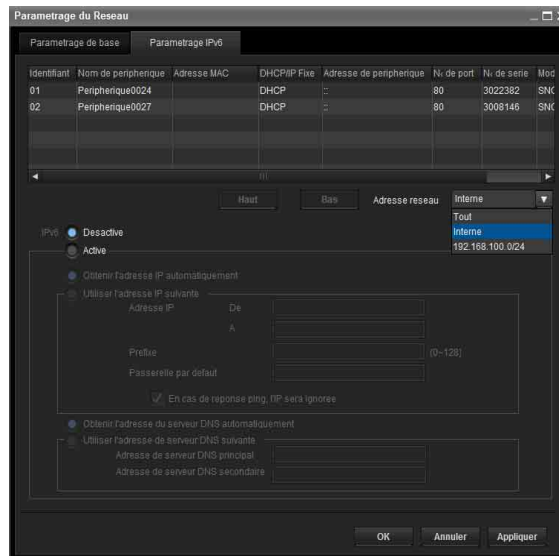 Parametrage du Reseau
Parametrage de base Parametrage IPv6
Identifiant Nom de peripherique Adresse MAC DHCP/IP Fixe Adresse de peripherique N. de port N. de serie Mod
01 Peripherique0024 DHCP :: 80 3022382 SNC
02 Peripherique0027 DHCP :: 80 3008146 SNC
Haut Bas Adresse reseau Interne
Tout
Interne
192.168.100.0/24
IPv6 Desactive
Active
Obtenir l'adresse IP automatiquement
Utiliser l'adresse IP suivante
Adresse IP De
A
Prefixe (0~128)
Passerelle par defaut
En cas de reponse ping, l'IP sera ignoree
Obtenir l'adresse du serveur DNS automatiquement
Utiliser l'adresse de serveur DNS suivante
Adresse de serveur DNS principal
Adresse de serveur DNS secondaire
OK Annuler Appliquer